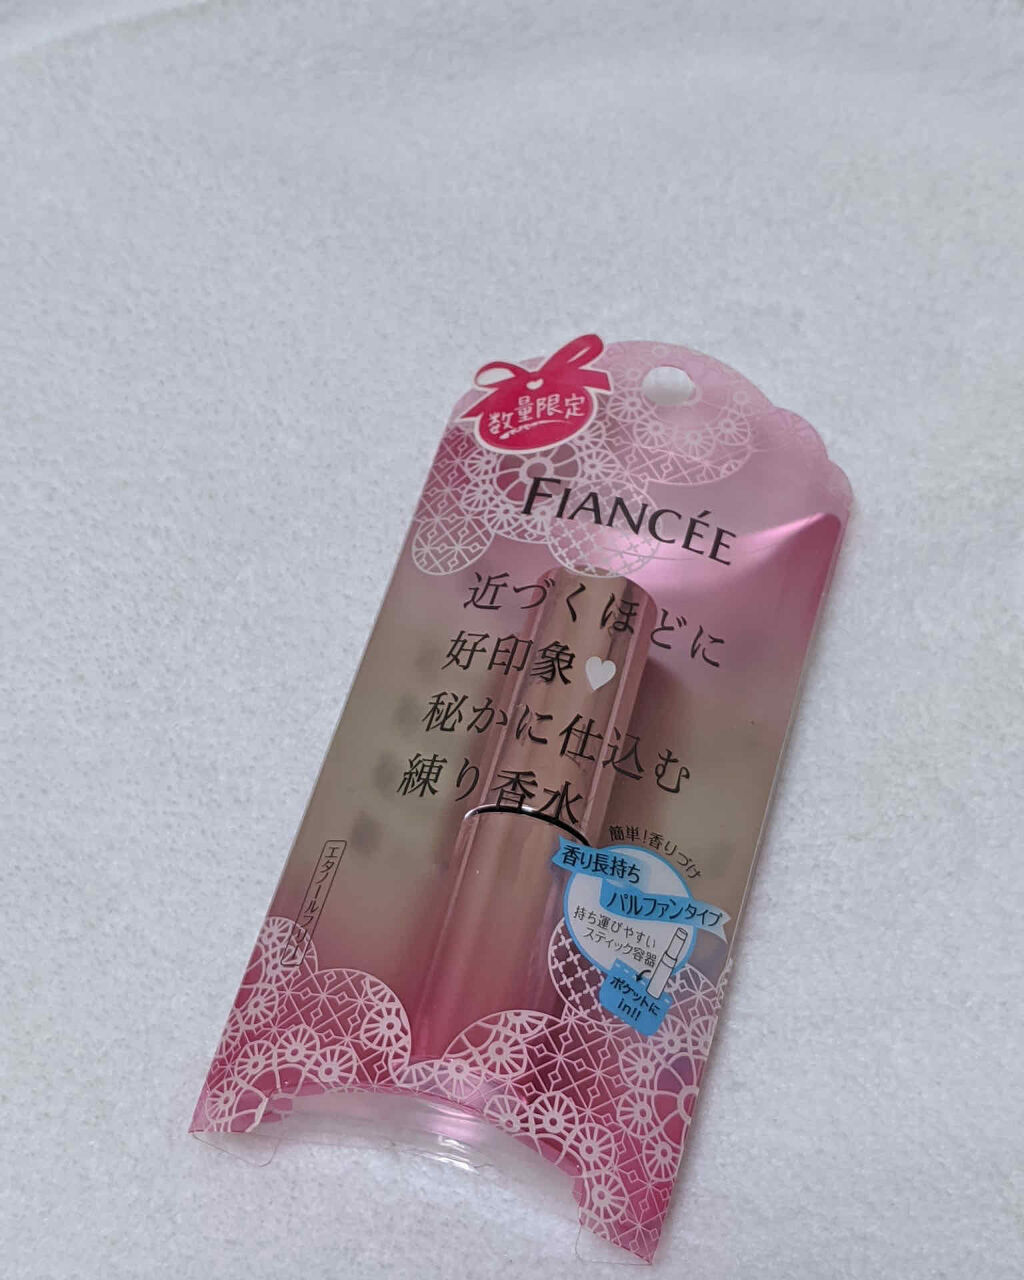 数量限定
FIANCÉE
近づくほどに
好印象♥
秘かに仕込む
練り香水
簡単!香りづけ
香り長持ち
パルファンタイプ
持ち運びやすい
スティック容器
ポケットに
in!!
エタノールフリー